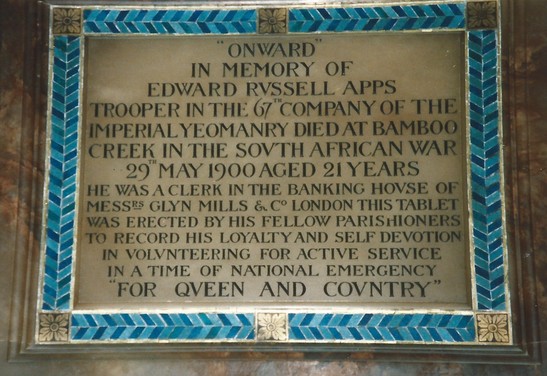 "ONWARD"
IN MEMORY OF
EDWARD RVSSELL APPS
TROOPER IN THE 67TH COMPANY OF THE
IMPERIAL YEOMANRY DIED AT BAMBOO
CREEK IN THE SOVTH AFRICAN WAR
29TH MAY 1900 AGED 21 YEARS
HE WAS A CLERK IN THE BANKING HOVSE OF
MESSRS GLYN MILLS & CO LONDON THIS TABLET
WAS ERECTED BY HIS FELLOW PARISHIONERS
TO RECORD HIS LOYALTY AND SELF DEVOTION
IN VOLVNTEERING FOR ACTIVE SERVICE
IN A TIME OF NATIONAL EMERGENCY
"FOR QVEEN AND COVNTRY"